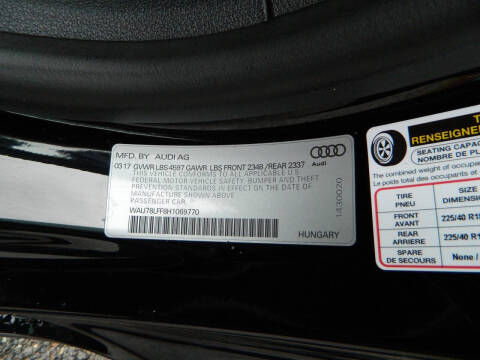 MFD. BY AUDI AG
03.17 GVWR LBS 4597 GAWR LBS FRONT 2348 /REAR 2337
THIS VEHICLE CONFORMS TO ALL APPLICABLE U.S.
FEDERAL MOTOR VEHICLE SAFETY, BUMPER AND THEFT
PREVENTION STANDARDS IN EFFECT ON THE DATE OF
MANUFACTURE SHOWN ABOVE.
PASSENGER CAR
WAU78LFF8H1069770
Audi
1430020
HUNGARY
RENSEIGNE
SEATING CAPAC
NOMBRE DE PL
The combined weight of occupa
Le poids total des occupants et
TIRE
PNEU
SIZE
DIMENSI
FRONT
AVANT
225/40 R1
REAR
ARRIERE
225/40 R1
SPARE
DE SECOURS
None /